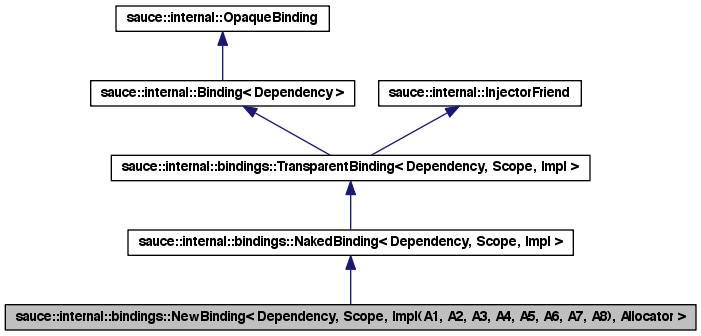 sauce::internal::OpaqueBinding
sauce::internal::Binding< Dependency >
sauce::internal::InjectorFriend
sauce::internal::bindings::TransparentBinding< Dependency, Scope, Impl >
sauce::internal::bindings::NakedBinding< Dependency, Scope, Impl >
sauce::internal::bindings::NewBinding< Dependency, Scope, Impl(A1, A2, A3, A4, A5, A6, A7, A8), Allocator >